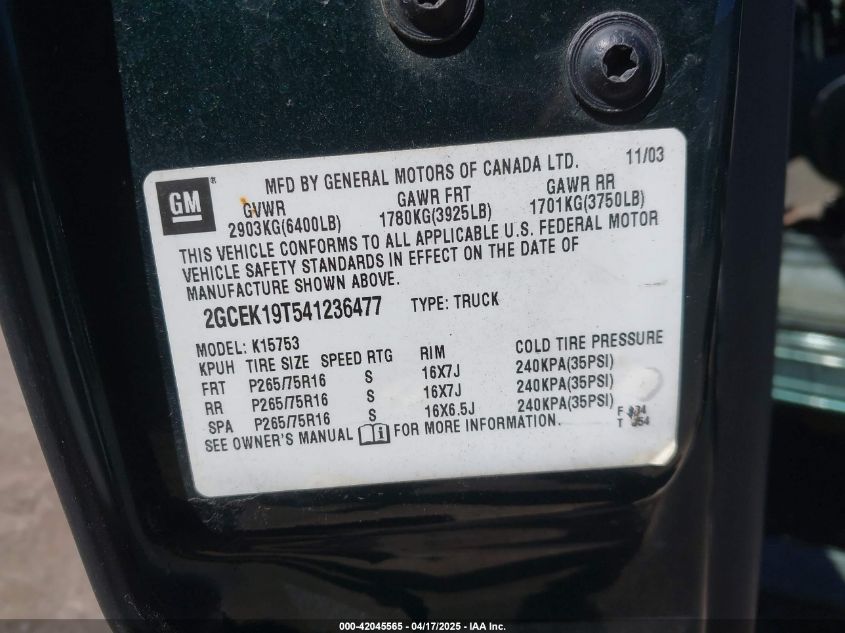 GM
MFD BY GENERAL MOTORS OF CANADA LTD. 11/03
GVWR GAWR FRT GAWR RR
2903KG(6400LB) 1780KG(3925LB) 1701KG(3750LB)
THIS VEHICLE CONFORMS TO ALL APPLICABLE U.S. FEDERAL MOTOR
VEHICLE SAFETY STANDARDS IN EFFECT ON THE DATE OF
MANUFACTURE SHOWN ABOVE.
2GCEK19T541236477 TYPE: TRUCK
MODEL: K15753
KPUH TIRE SIZE SPEED RTG RIM COLD TIRE PRESSURE
FRT P265/75R16 S 16X7J 240KPA(35PSI)
RR P265/75R16 S 16X7J 240KPA(35PSI)
SPA P265/75R16 S 16X6.5J 240KPA(35PSI)
SEE OWNER'S MANUAL FOR MORE INFORMATION.
F
T
000-42045565 - 04/17/2025 - IAA Inc.